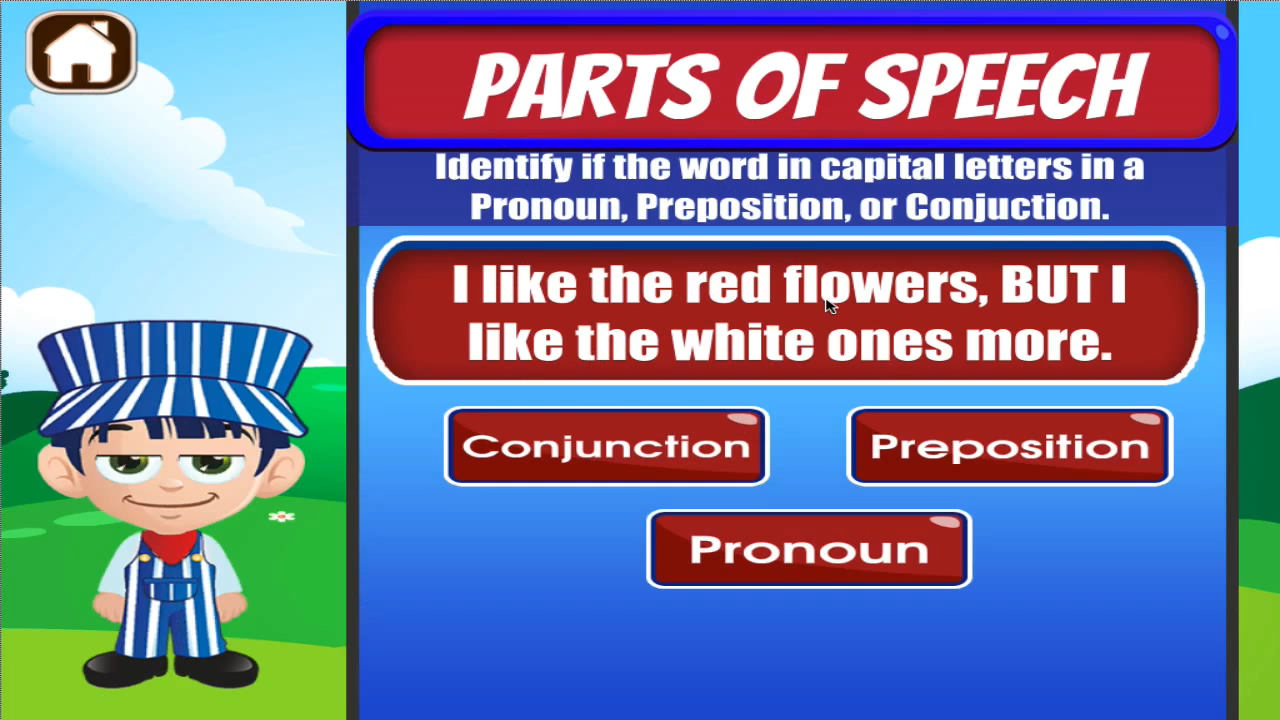 PARTS OF SPEECH
Identify if the word in capital letters in a
Pronoun, Preposition, or Conjuction.
I like the red flowers, BUT I
like the white ones more.
Conjunction
Preposition
Pronoun